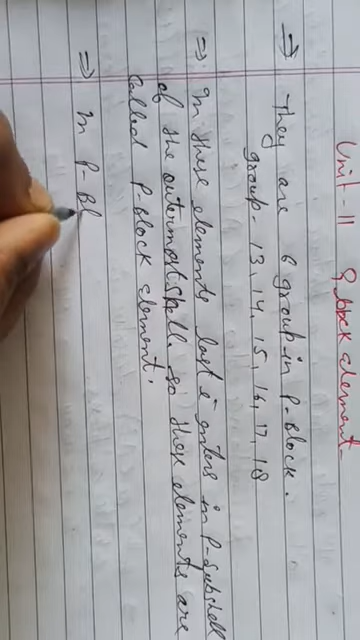 Unit-11 P block element
⇒ They are 6 group in P-Block.
group- 13, 14, 15, 16, 17, 18
⇒ In these elements last e⁻ enters in P-Subshell
of the outermost shell. So these elements are
called P-block element.
⇒ In P-Bl